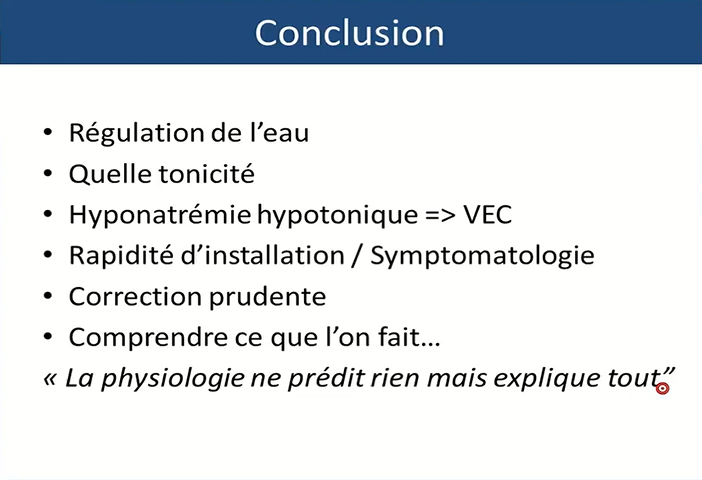 Conclusion
• Régulation de l’eau
• Quelle tonicité
• Hyponatrémie hypotonique => VEC
• Rapidité d’installation / Symptomatologie
• Correction prudente
• Comprendre ce que l’on fait…
« La physiologie ne prédit rien mais explique tout”